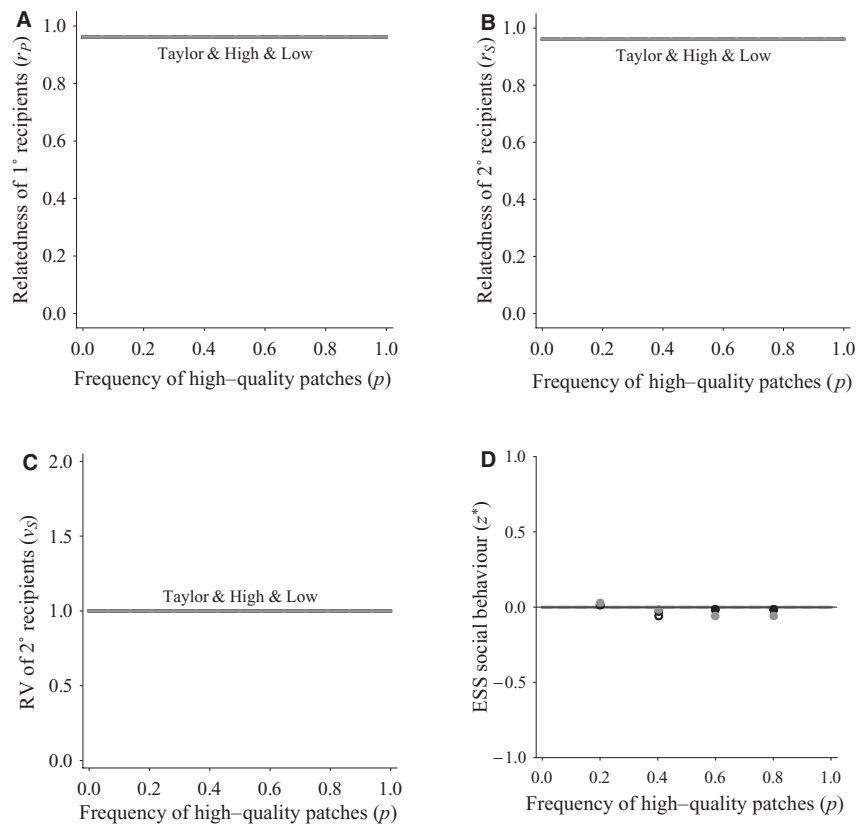 A
1.0
0.8
0.6
0.4
0.2
0.0
Relatedness of 1° recipients (rP)
Taylor & High & Low
0.0 0.2 0.4 0.6 0.8 1.0
Frequency of high–quality patches (p)
B
1.0
0.8
0.6
0.4
0.2
0.0
Relatedness of 2° recipients (rS)
Taylor & High & Low
0.0 0.2 0.4 0.6 0.8 1.0
Frequency of high–quality patches (p)
C
2.0
1.5
1.0
0.5
0.0
RV of 2° recipients (vS)
Taylor & High & Low
0.0 0.2 0.4 0.6 0.8 1.0
Frequency of high–quality patches (p)
D
1.0
0.5
0.0
−0.5
−1.0
ESS social behaviour (z*)
0.0 0.2 0.4 0.6 0.8 1.0
Frequency of high–quality patches (p)